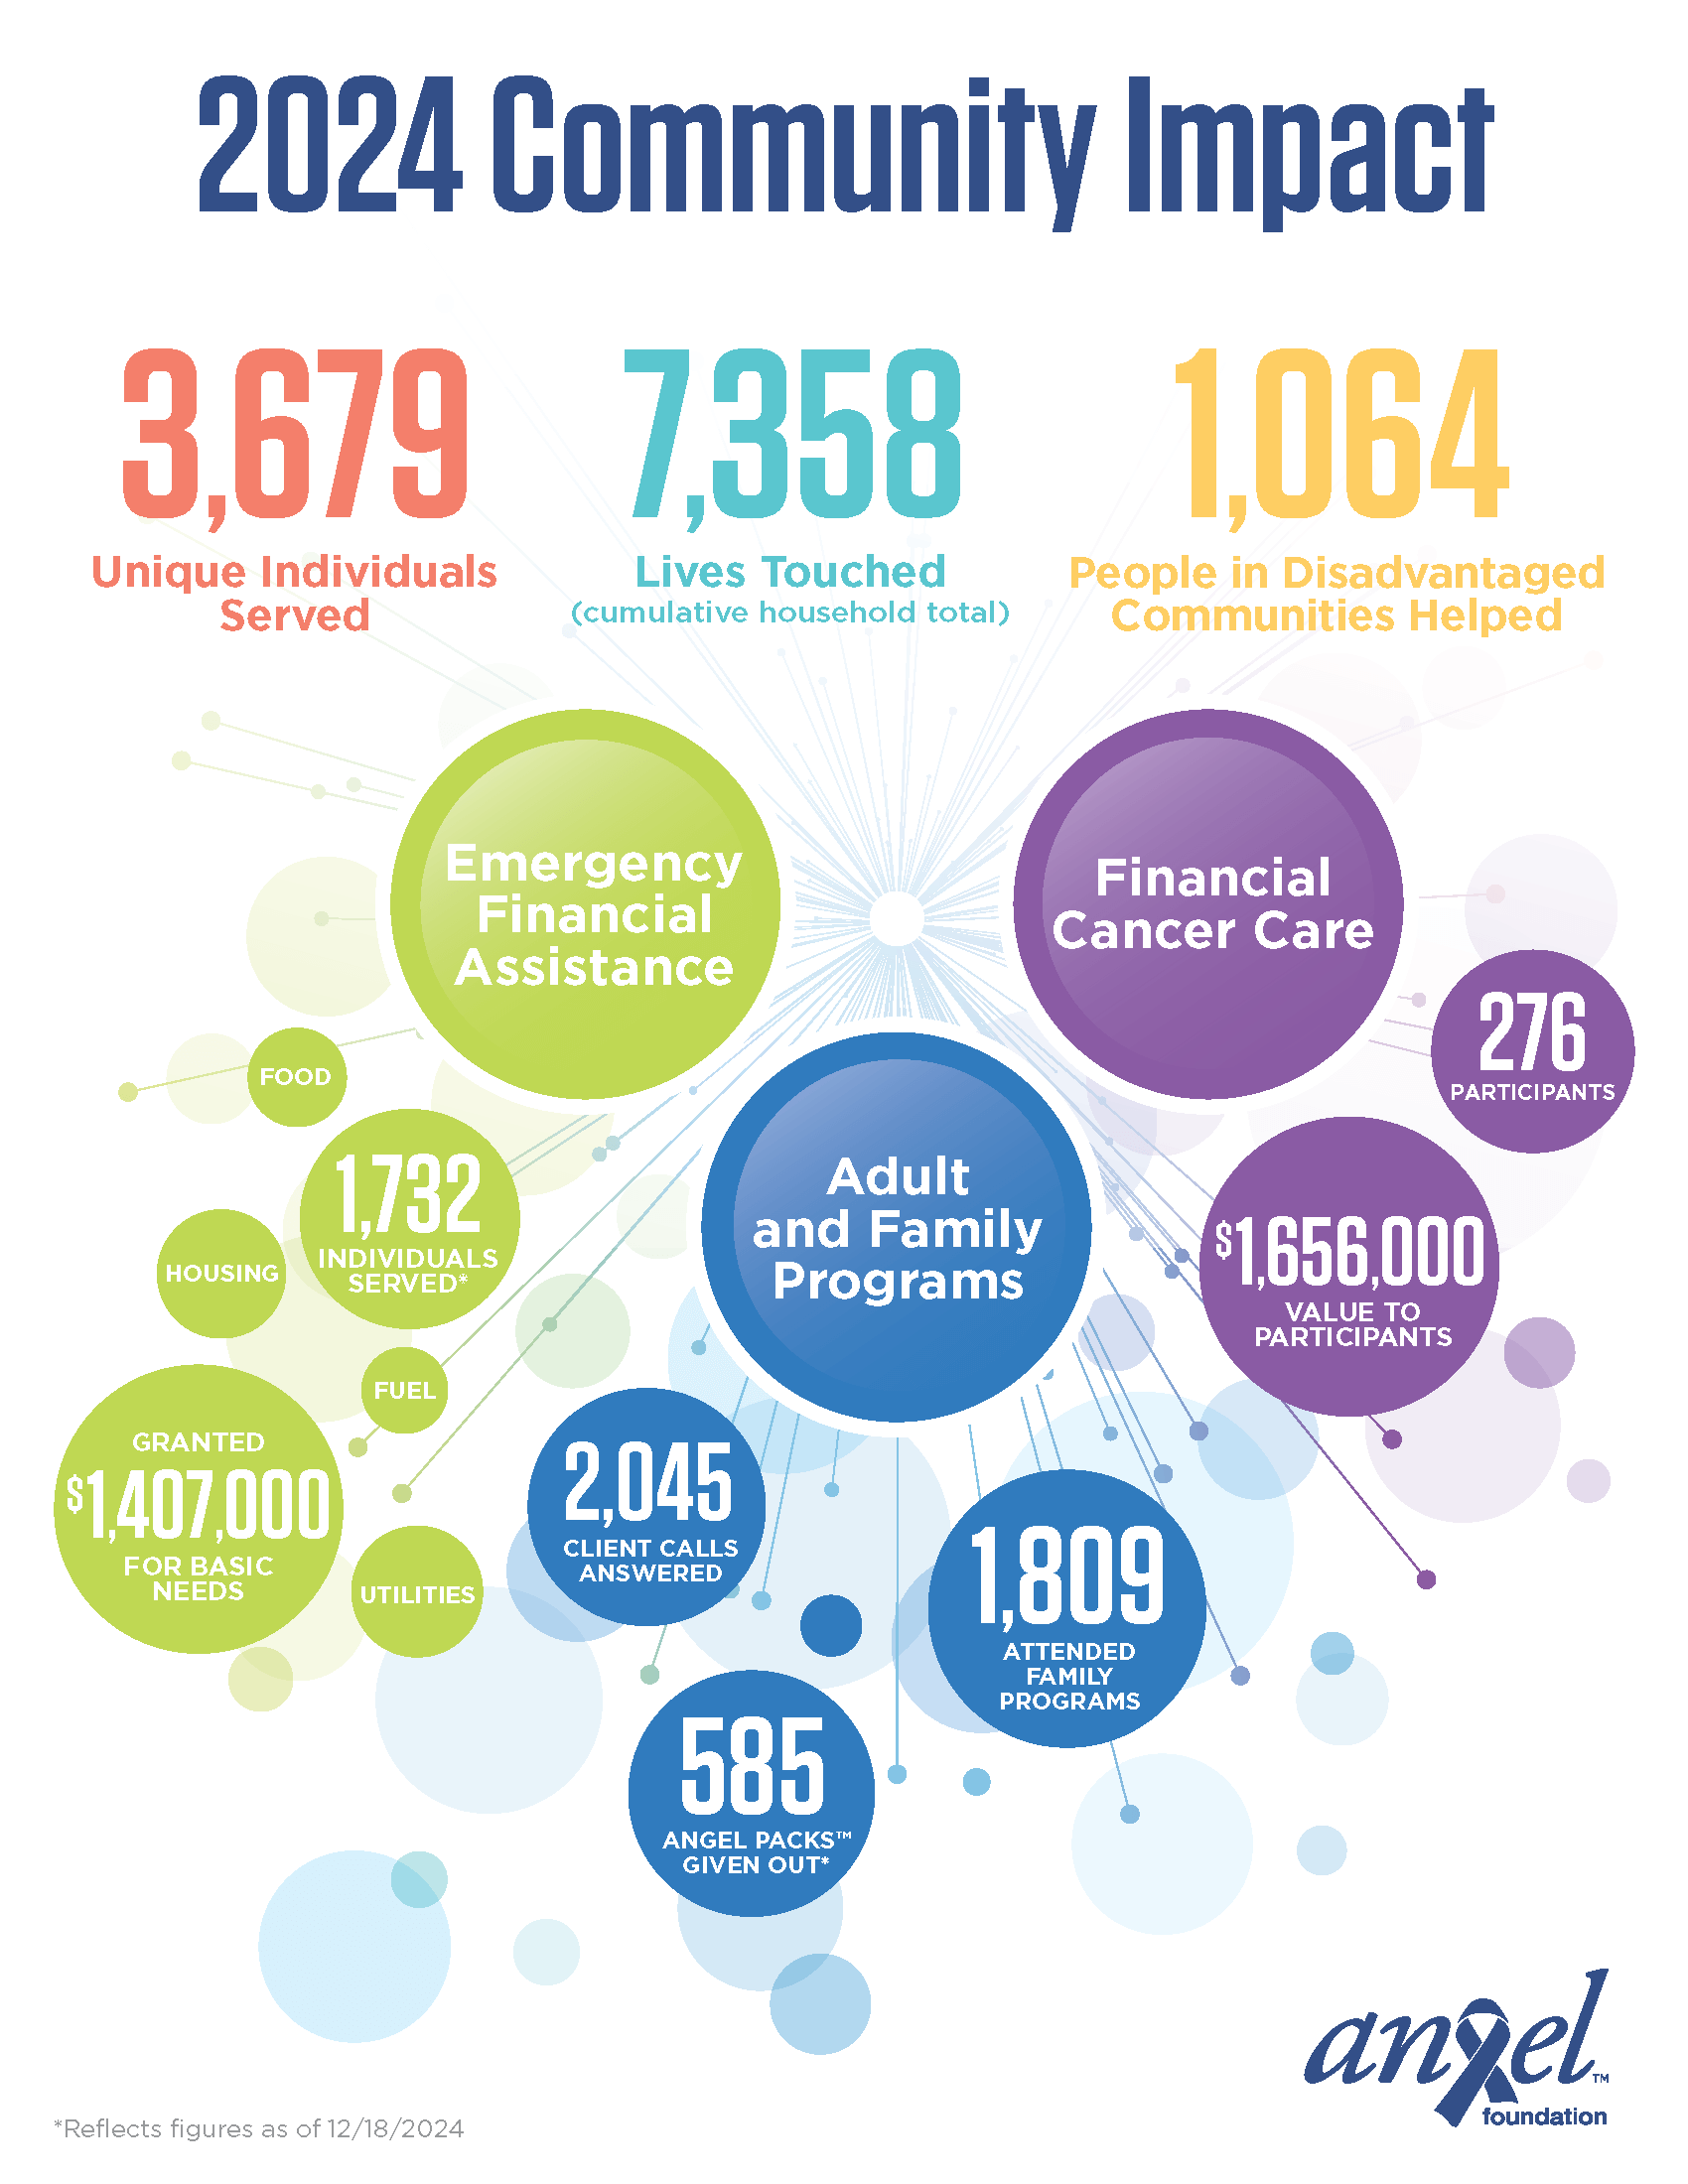 2024 Community Impact
3,679
Unique Individuals
Served
7,358
Lives Touched
(cumulative household total)
1,064
People in Disadvantaged
Communities Helped
Emergency
Financial
Assistance
FOOD
1,732
INDIVIDUALS
SERVED*
HOUSING
FUEL
GRANTED
$1,407,000
FOR BASIC
NEEDS
UTILITIES
Adult
and Family
Programs
2,045
CLIENT CALLS
ANSWERED
585
ANGEL PACKS™
GIVEN OUT*
1,809
ATTENDED
FAMILY
PROGRAMS
Financial
Cancer Care
276
PARTICIPANTS
$1,656,000
VALUE TO
PARTICIPANTS
*Reflects figures as of 12/18/2024
angel™
foundation